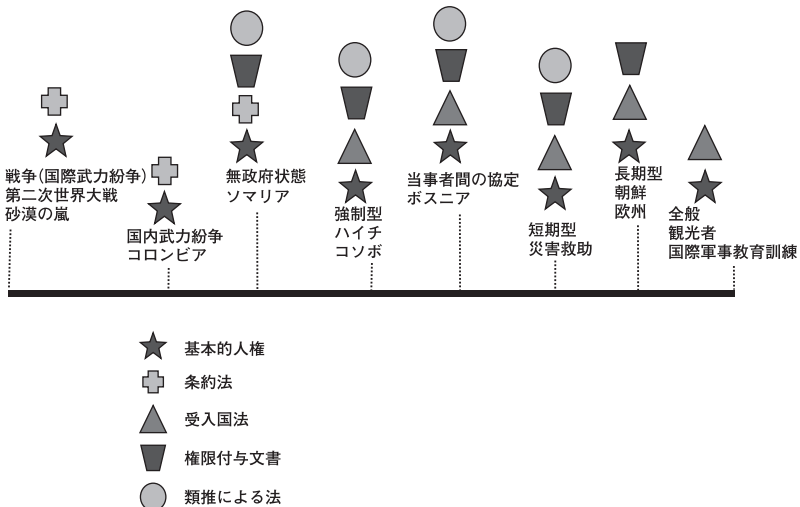 戦争(国際武力紛争)
第二次世界大戦
砂漠の嵐
国内武力紛争
コロンビア
無政府状態
ソマリア
強制型
ハイチ
コソボ
当事者間の協定
ボスニア
短期型
災害救助
長期型
朝鮮
欧州
全般
観光者
国際軍事教育訓練
基本的人権
条約法
受入国法
権限付与文書
類推による法